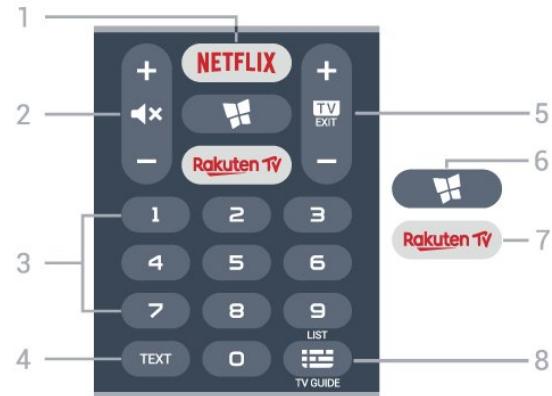 1
NETFLIX
+ +
2 TV 5
EXIT
6
- Rakuten TV -
1 2 3
Rakuten TV 7
3
4 5 6
7 8 9
LIST
4 TEXT 0 8
TV GUIDE